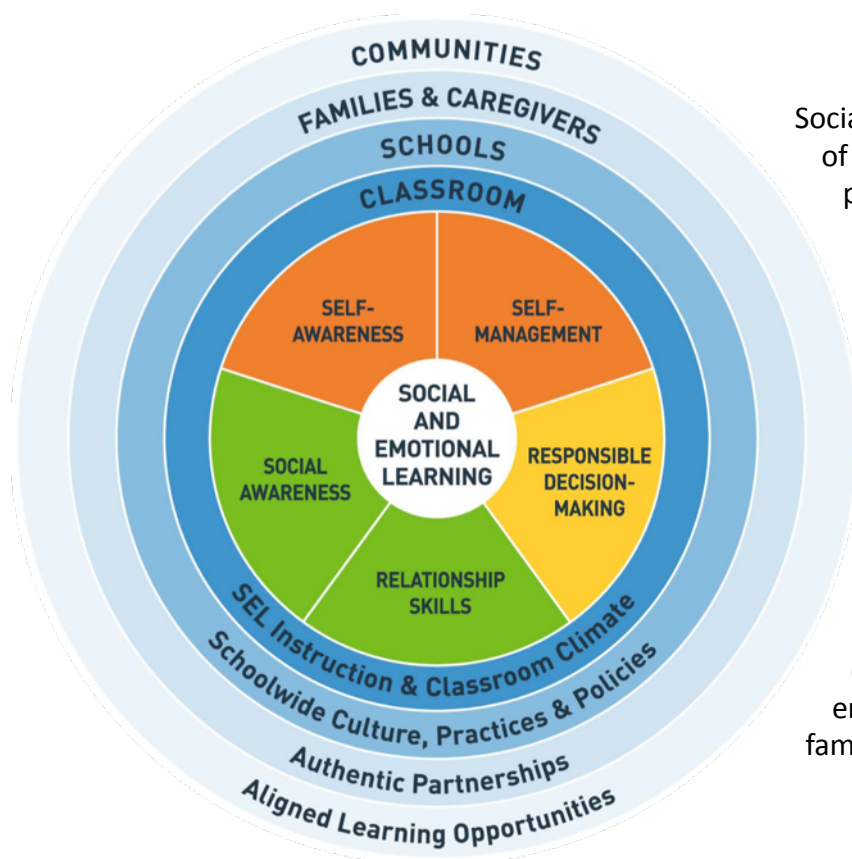 COMMUNITIES
FAMILIES & CAREGIVERS
SCHOOLS
CLASSROOM
SELF-
AWARENESS
SELF-
MANAGEMENT
SOCIAL
AND
EMOTIONAL
LEARNING
SOCIAL
AWARENESS
RESPONSIBLE
DECISION-
MAKING
RELATIONSHIP
SKILLS
SEL Instruction & Classroom Climate
Schoolwide Culture, Practices & Policies
Authentic Partnerships
Aligned Learning Opportunities
of